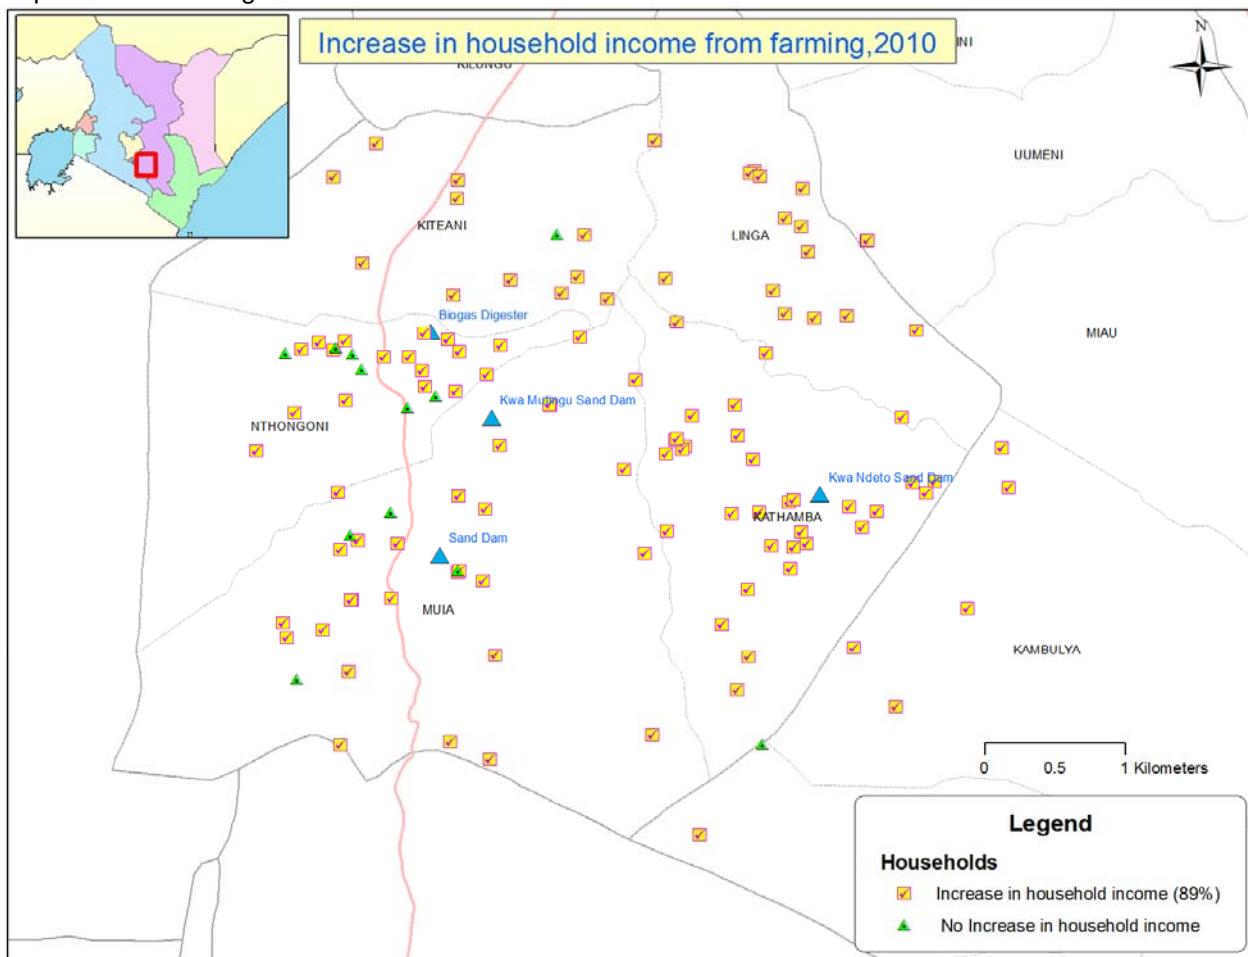 Increase in household income from farming,2010
N
KILUNGU
INI
UUMENI
KITEANI
LINGA
MIAU
Biogas Digester
Kwa Mutingu Sand Dam
NTHONGONI
Kwa Ndeto Sand Dam
KATHAMBA
Sand Dam
MUIA
KAMBULYA
0 0.5 1 Kilometers
Legend
Households
Increase in household income (89%)
No Increase in household income